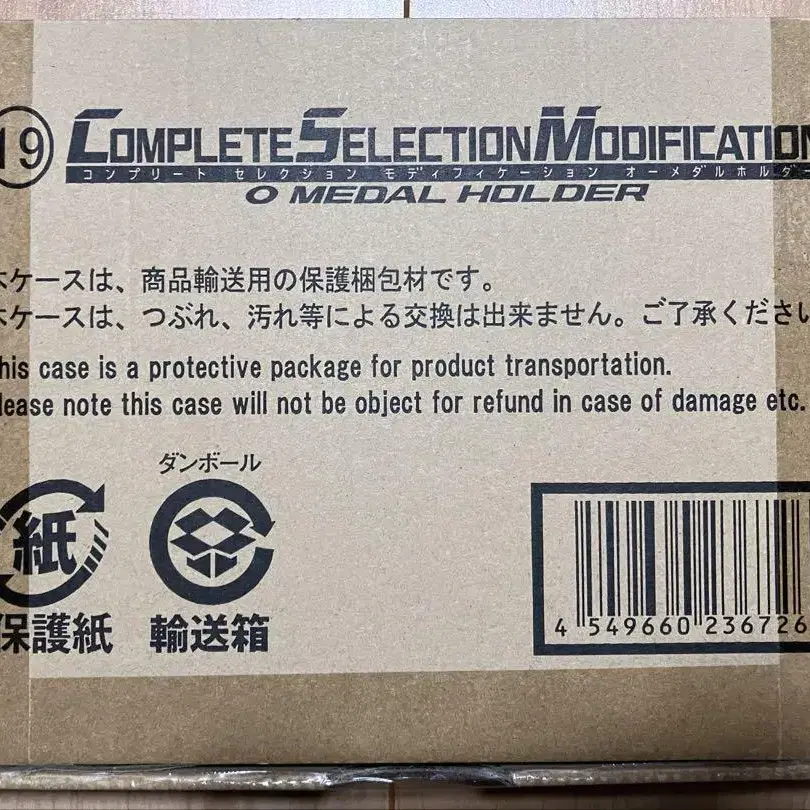 19
COMPLETE SELECTION MODIFICATION
コンプリート セレクション モディフィケーション オーメダルホルダー
O MEDAL HOLDER
本ケースは、商品輸送用の保護梱包材です。
本ケースは、つぶれ、汚れ等による交換は出来ません。ご了承ください
his case is a protective package for product transportation.
lease note this case will not be object for refund in case of damage etc.
ダンボール
紙
保護紙 輸送箱
4 549660 236726